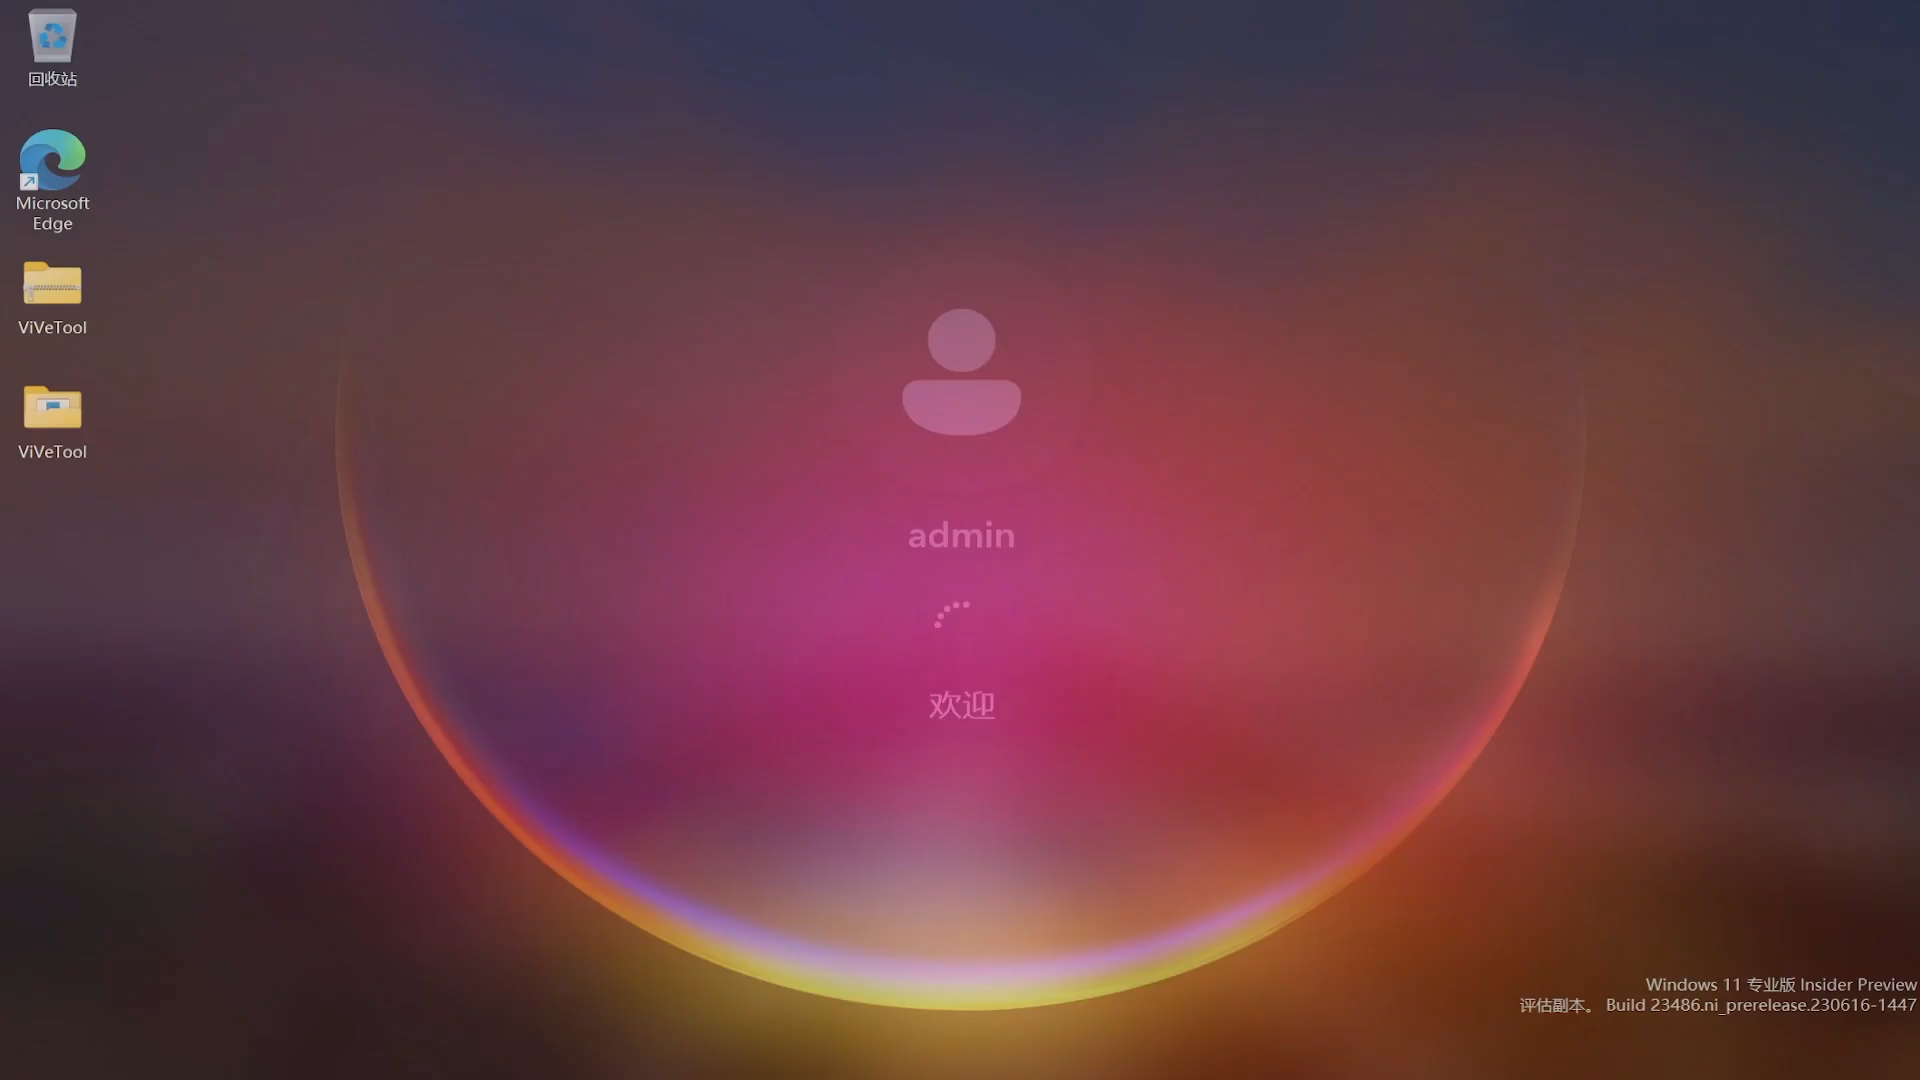 回收站
Microsoft
Edge
ViVeTool
ViVeTool
admin
欢迎
Windows 11 专业版 Insider Preview
评估副本。 Build 23486.ni_prerelease.230616-1447